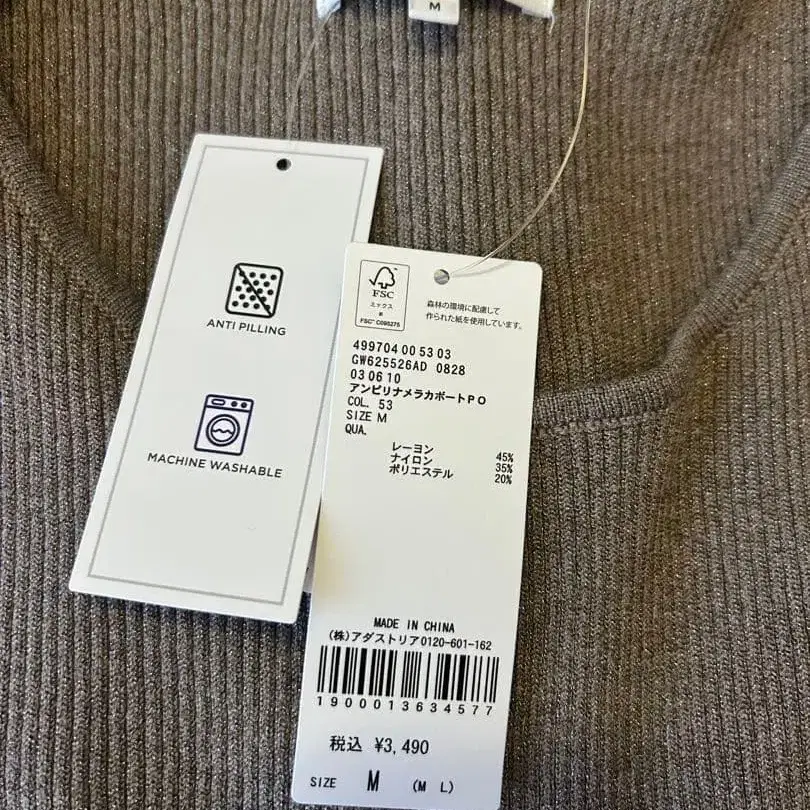 M
ANTI PILLING
MACHINE WASHABLE
FSC
ミックス
紙
FSC™ C095275
森林の環境に配慮して
作られた紙を使用しています。
499704 00 53 03
GW625526AD 0828
03 06 10
アンピリナメラカボートPO
COL. 53
SIZE M
QUA.
レーヨン 45%
ナイロン 35%
ポリエステル 20%
MADE IN CHINA
(株)アダストリア0120-601-162
1900013634577
税込 ¥3,490
SIZE M (M L)